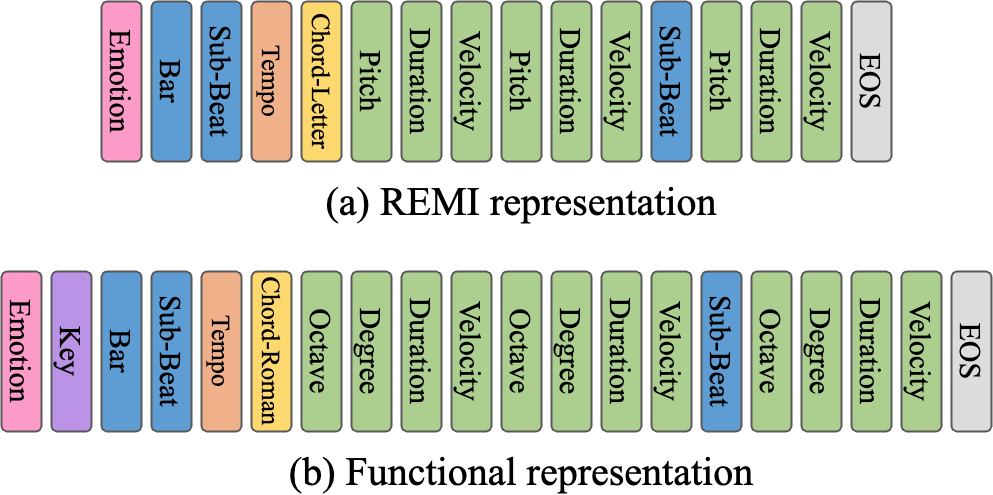 Emotion
Bar
Sub-Beat
Tempo
Chord-Letter
Pitch
Duration
Velocity
Pitch
Duration
Velocity
Sub-Beat
Pitch
Duration
Velocity
EOS
(a) REMI representation
Emotion
Key
Bar
Sub-Beat
Tempo
Chord-Roman
Octave
Degree
Duration
Velocity
Octave
Degree
Duration
Velocity
Sub-Beat
Octave
Degree
Duration
Velocity
EOS
(b) Functional representation